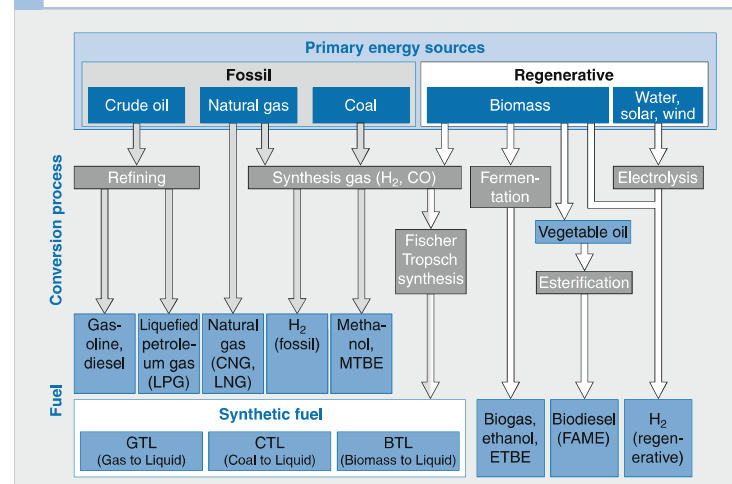 Primary energy sources
Fossil
Regenerative
Crude oil
Natural gas
Coal
Biomass
Water,
solar, wind
Conversion process
Refining
Synthesis gas (H₂, CO)
Fermen-
tation
Electrolysis
Fischer
Tropsch
synthesis
Vegetable oil
Esterification
Fuel
Gas-
oline,
diesel
Liquefied
petrole-
um gas
(LPG)
Natural
gas
(CNG,
LNG)
H₂
(fossil)
Metha-
nol,
MTBE
Synthetic fuel
GTL
(Gas to Liquid)
CTL
(Coal to Liquid)
BTL
(Biomass to Liquid)
Biogas,
ethanol,
ETBE
Biodiesel
(FAME)
H₂
(regen-
erative)